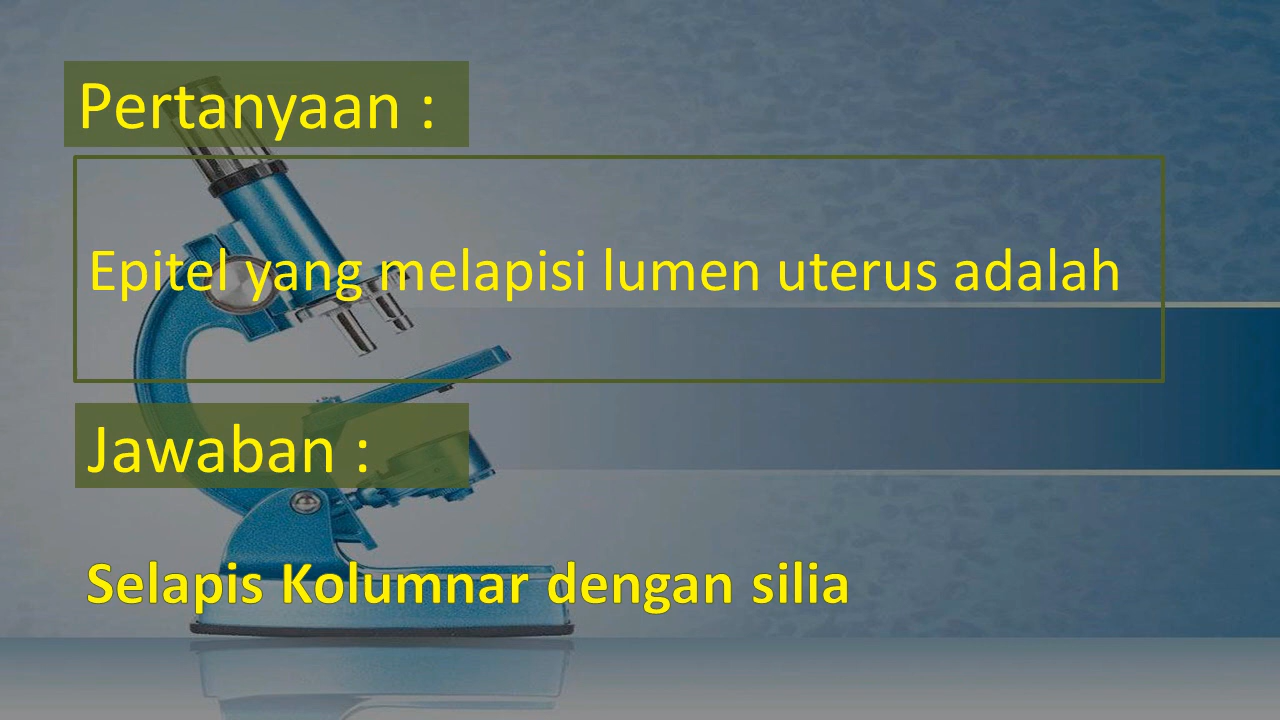 Pertanyaan :
Epitel yang melapisi lumen uterus adalah
Jawaban :
Selapis Kolumnar dengan silia